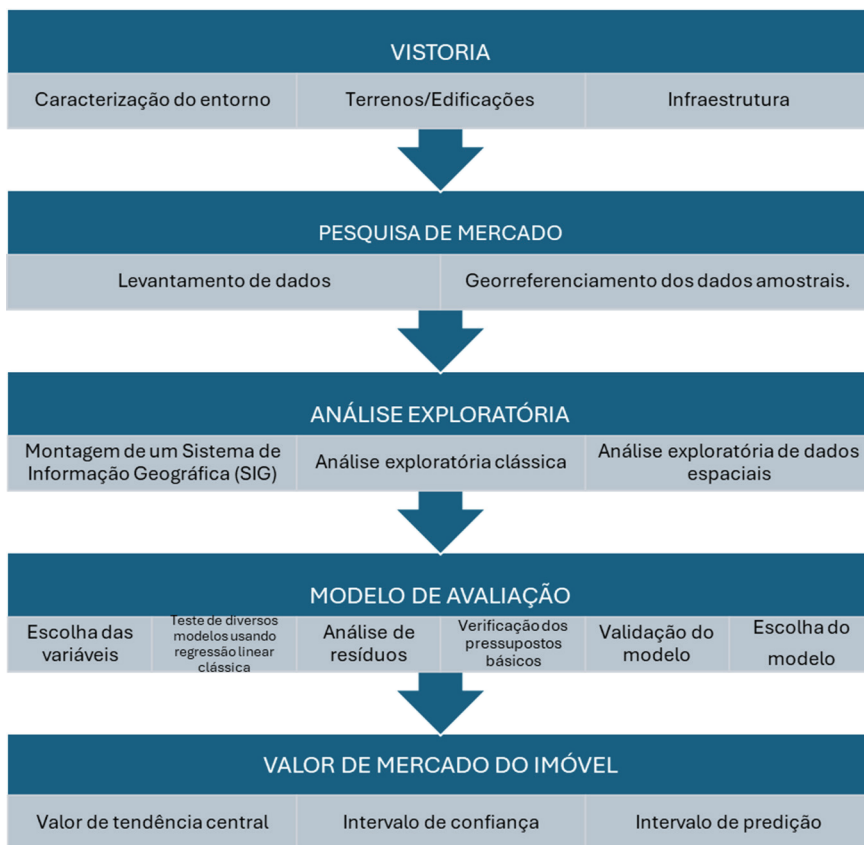 VISTORIA
Caracterização do entorno
Terrenos/Edificações
Infraestrutura
PESQUISA DE MERCADO
Levantamento de dados
Georreferenciamento dos dados amostrais.
ANÁLISE EXPLORATÓRIA
Montagem de um Sistema de
Informação Geográfica (SIG)
Análise exploratória clássica
Análise exploratória de dados
espaciais
MODELO DE AVALIAÇÃO
Escolha das
variáveis
Teste de diversos
modelos usando
regressão linear
clássica
Análise de
resíduos
Verificação dos
pressupostos
básicos
Validação do
modelo
Escolha do
modelo
VALOR DE MERCADO DO IMÓVEL
Valor de tendência central
Intervalo de confiança
Intervalo de predição